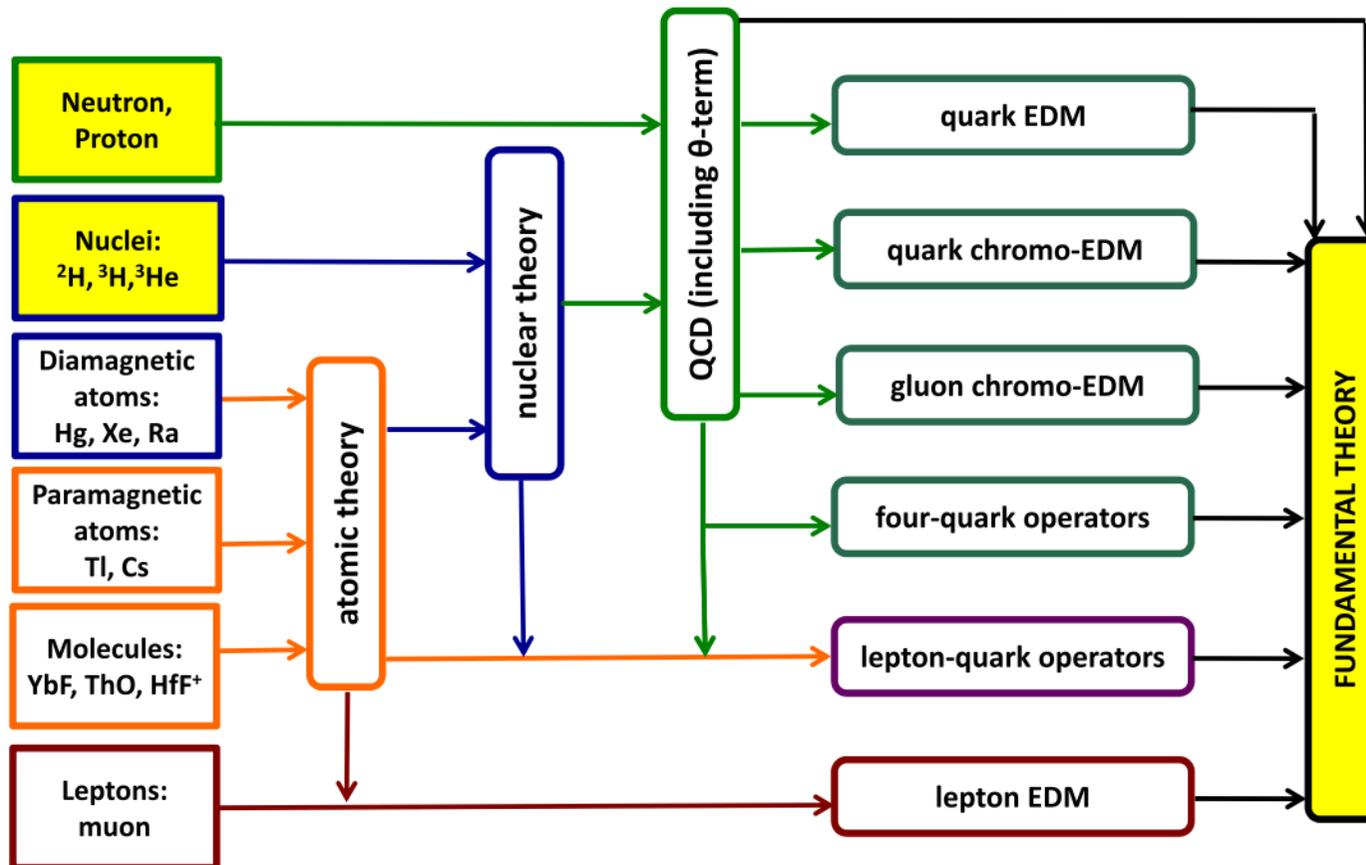 Neutron,
Proton
Nuclei:
²H, ³H,³He
Diamagnetic
atoms:
Hg, Xe, Ra
Paramagnetic
atoms:
Tl, Cs
Molecules:
YbF, ThO, HfF⁺
Leptons:
muon
atomic theory
nuclear theory
QCD (including θ-term)
quark EDM
quark chromo-EDM
gluon chromo-EDM
four-quark operators
lepton-quark operators
lepton EDM
FUNDAMENTAL THEORY